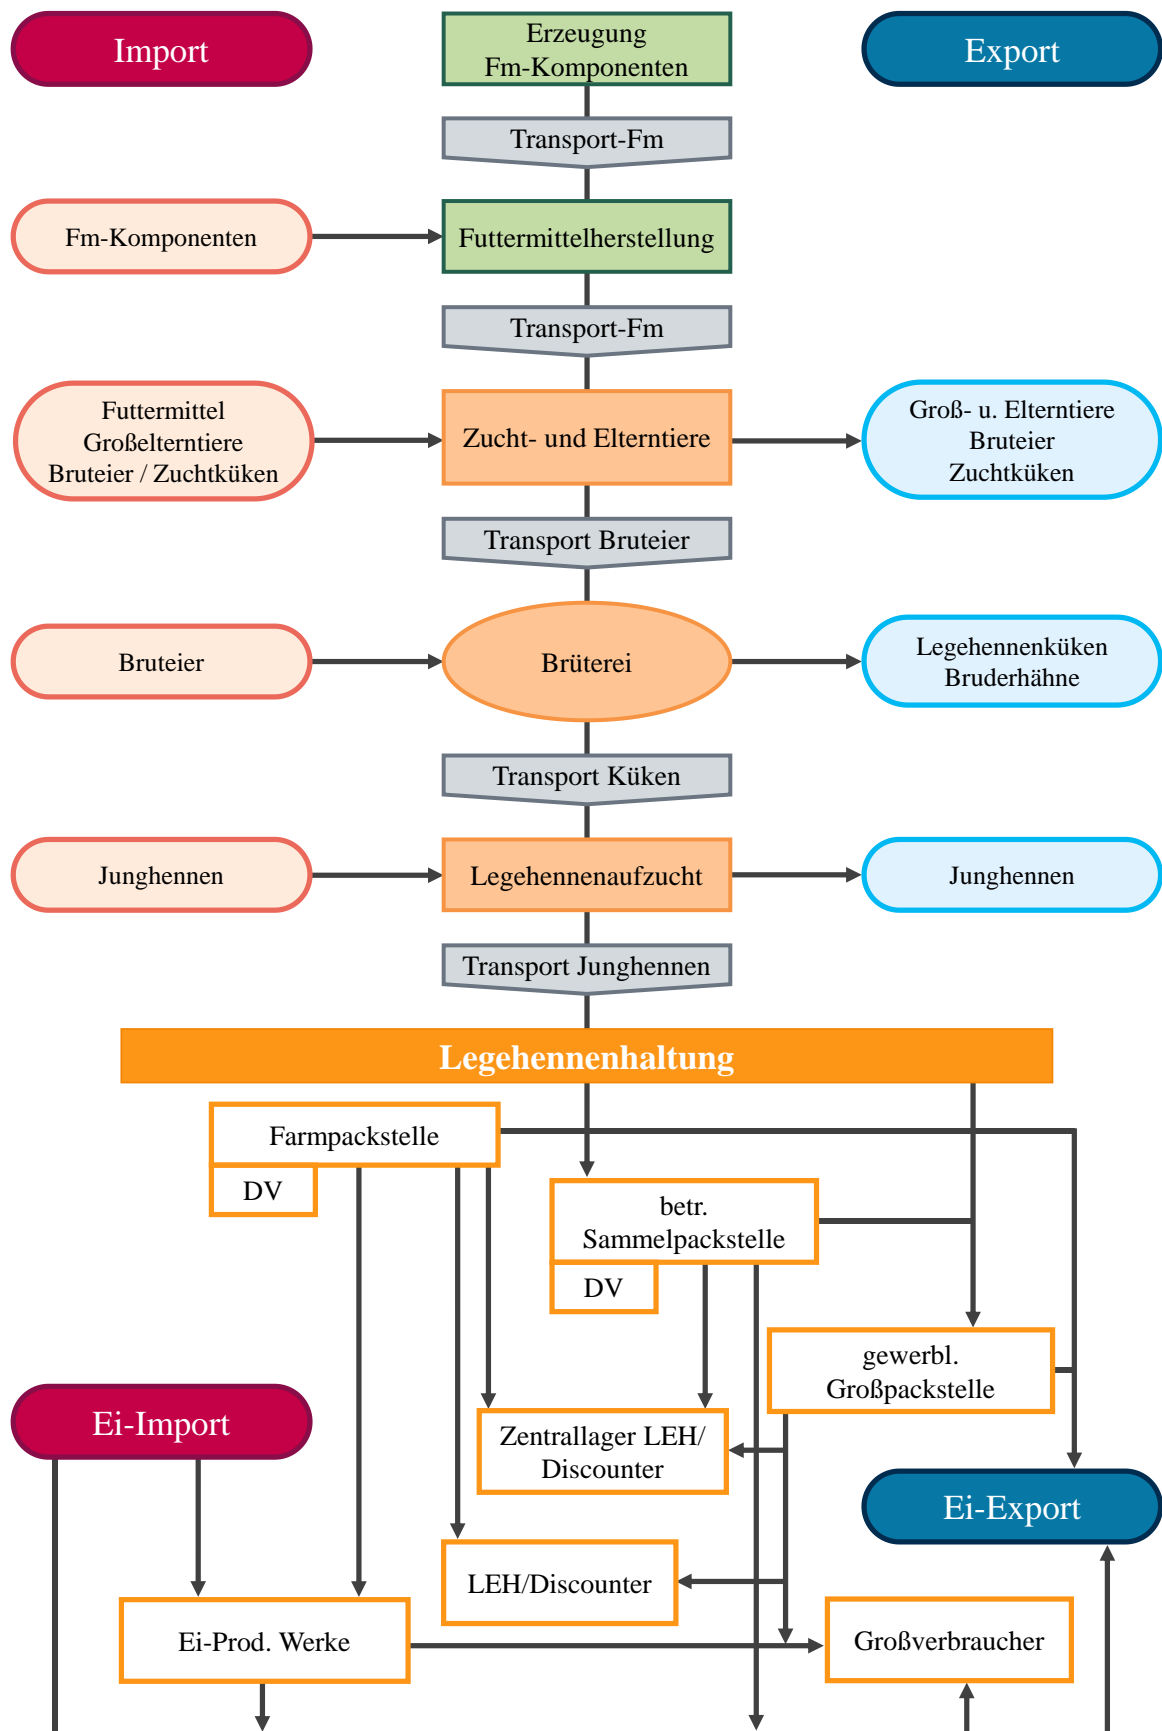 Import
Erzeugung
Fm-Komponenten
Export
Transport-Fm
Fm-Komponenten
Futtermittelherstellung
Transport-Fm
Futtermittel
Großelterntiere
Bruteier / Zuchtküken
Zucht- und Elterntiere
Groß- u. Elterntiere
Bruteier
Zuchtküken
Transport Bruteier
Bruteier
Brüterei
Legehennenküken
Bruderhähne
Transport Küken
Junghennen
Legehennenaufzucht
Junghennen
Transport Junghennen
Legehennenhaltung
Farmpackstelle
DV
betr.
Sammelpackstelle
DV
gewerbl.
Großpackstelle
Ei-Import
Zentrallager LEH/
Discounter
Ei-Export
LEH/Discounter
Ei-Prod. Werke
Großverbraucher